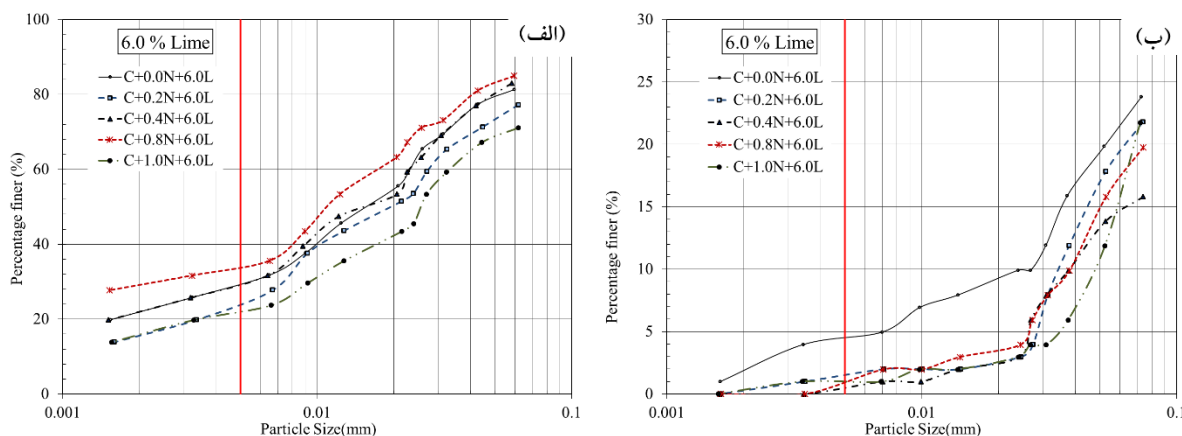 (الف)
6.0 % Lime
C+0.0N+6.0L
C+0.2N+6.0L
C+0.4N+6.0L
C+0.8N+6.0L
C+1.0N+6.0L
Percentage finer (%)
100
80
60
40
20
0
0.001
0.01
0.1
Particle Size(mm)
(ب)
6.0 % Lime
C+0.0N+6.0L
C+0.2N+6.0L
C+0.4N+6.0L
C+0.8N+6.0L
C+1.0N+6.0L
Percentage finer (%)
30
25
20
15
10
5
0
0.001
0.01
0.1
Particle Size(mm)